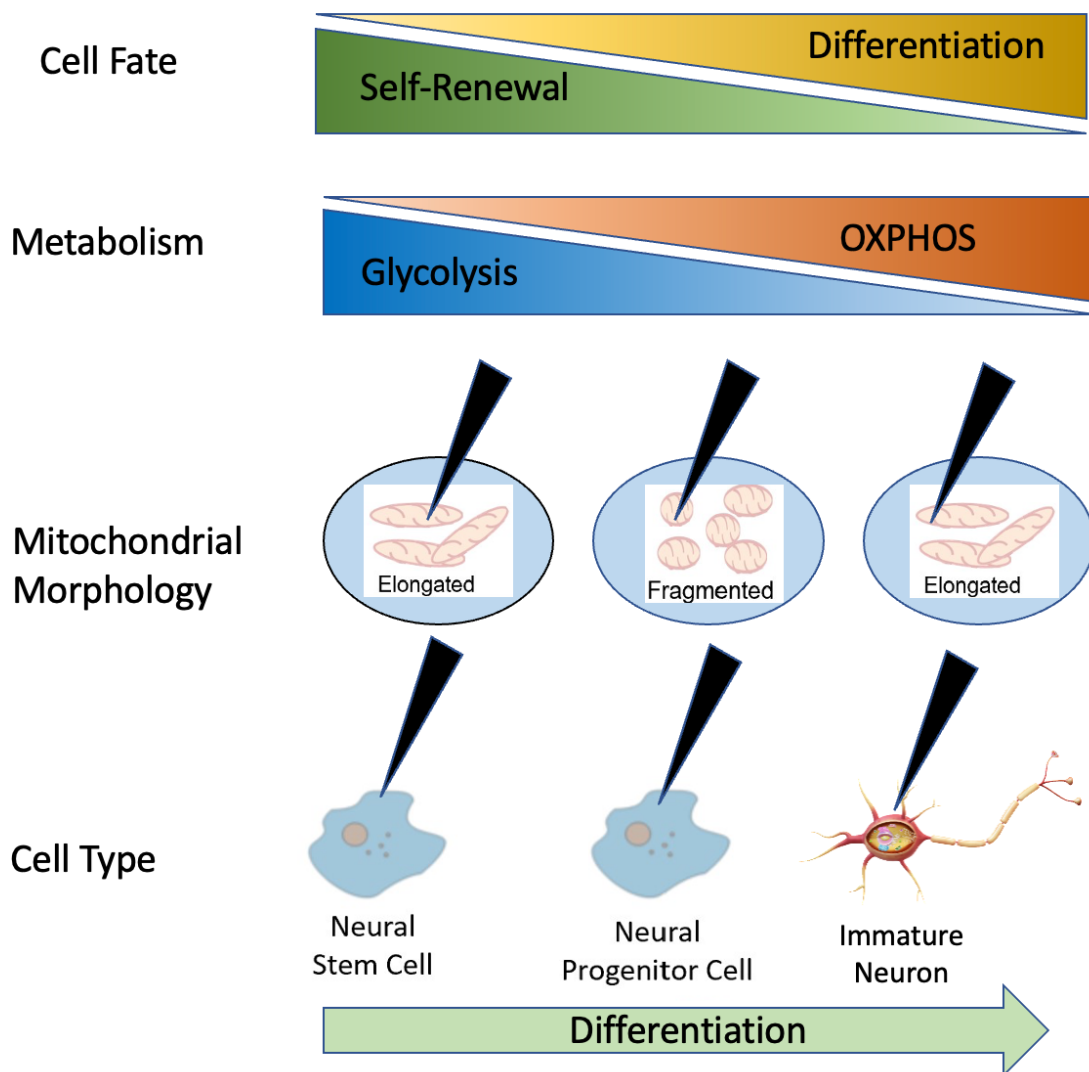 Cell Fate
Differentiation
Self-Renewal
Metabolism
OXPHOS
Glycolysis
Mitochondrial
Morphology
Elongated
Fragmented
Elongated
Cell Type
Neural
Stem Cell
Neural
Progenitor Cell
Immature
Neuron
Differentiation